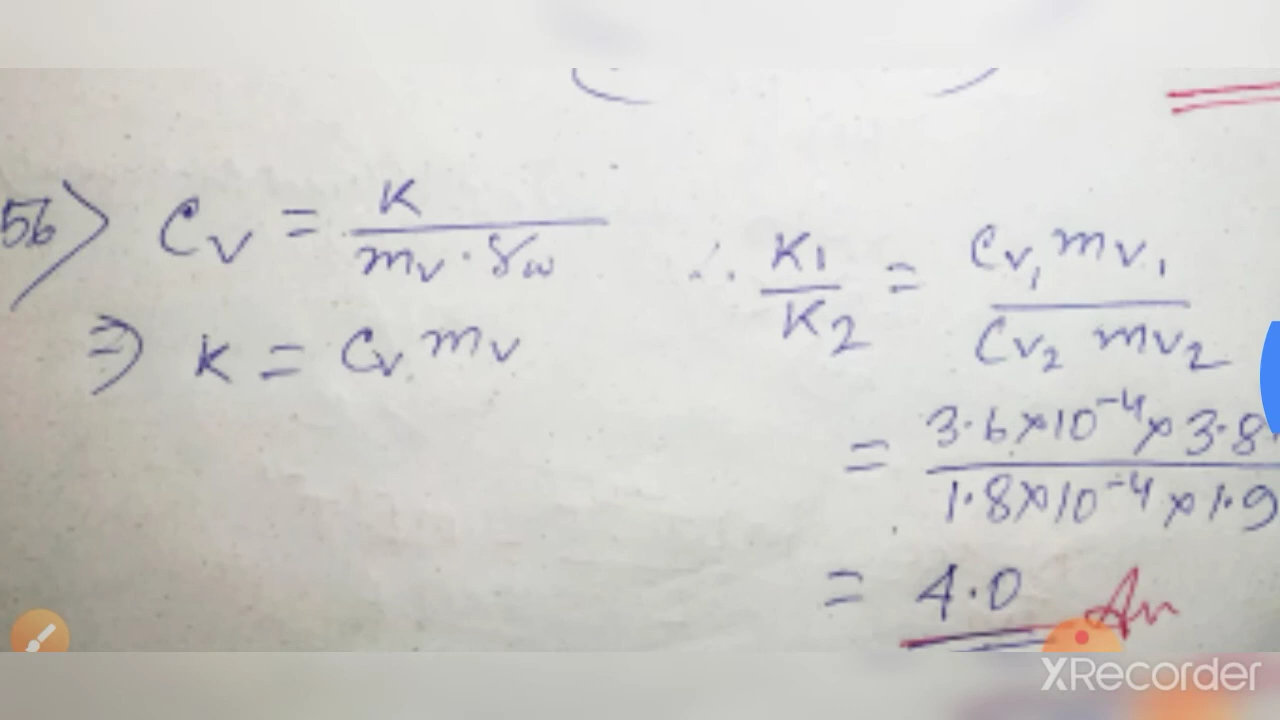 56> Cv = K / mv · γw
⇒ K = Cv mv
∴ K1 / K2 = Cv1 mv1 / Cv2 mv2
= 3.6×10⁻⁴×3.8 / 1.8×10⁻⁴×1.9
= 4.0 An
XRecorder